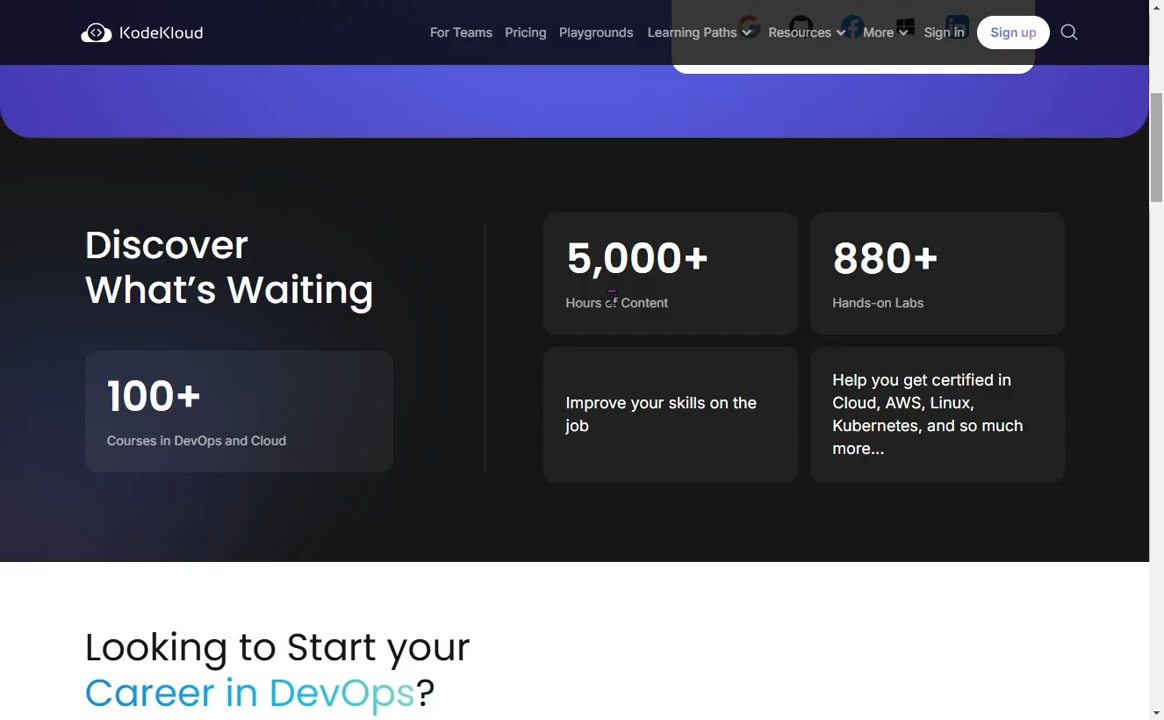 KodeKloud
For Teams Pricing Playgrounds Learning Paths Resources More Sign in Sign up
Discover
What's Waiting
100+
Courses in DevOps and Cloud
5,000+
Hours of Content
880+
Hands-on Labs
Improve your skills on the
job
Help you get certified in
Cloud, AWS, Linux,
Kubernetes, and so much
more...
Looking to Start your
Career in DevOps?